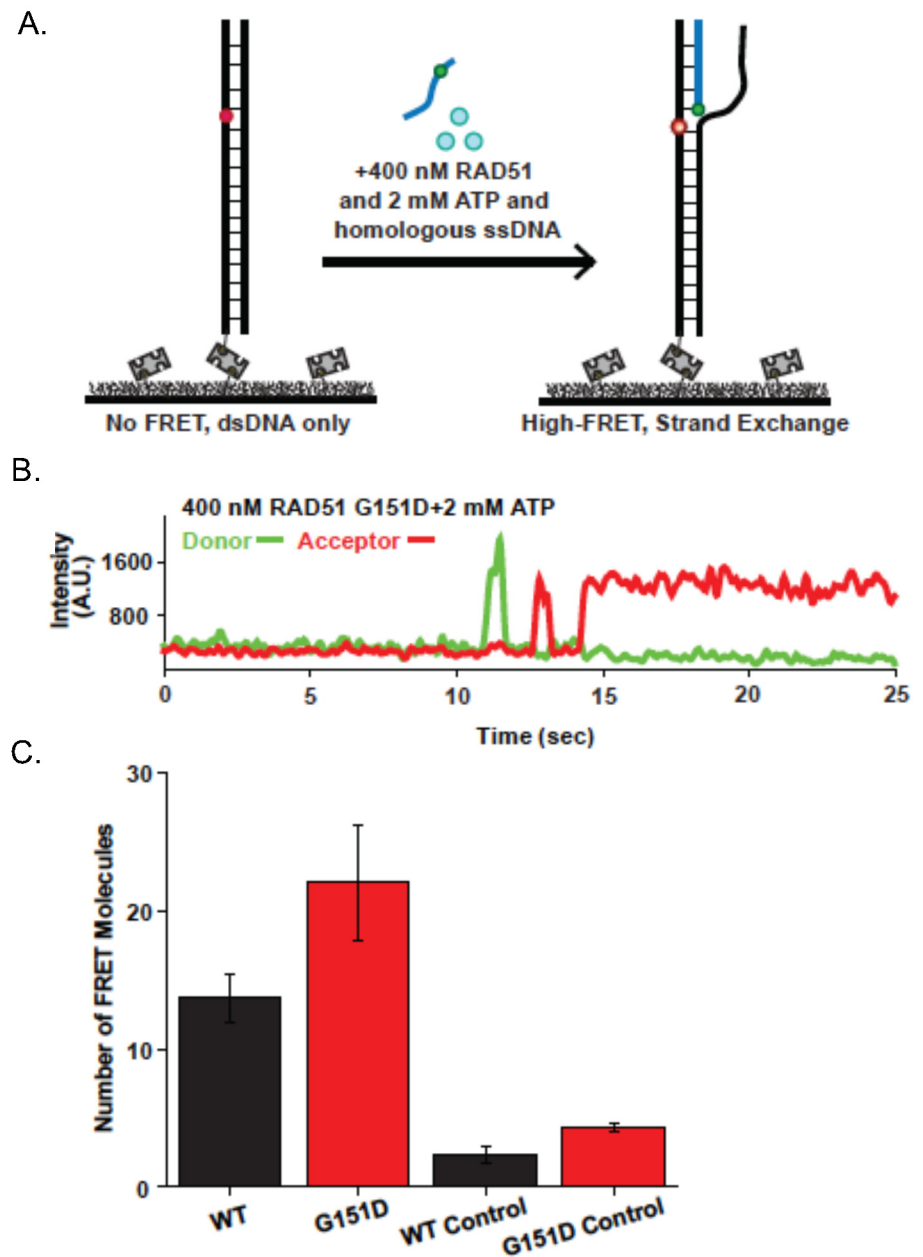 A.
+400 nM RAD51
and 2 mM ATP and
homologous ssDNA
No FRET, dsDNA only
High-FRET, Strand Exchange
B.
400 nM RAD51 G151D+2 mM ATP
Donor
Acceptor
Intensity
(A.U.)
1600
800
0
5
10
15
20
25
Time (sec)
C.
Number of FRET Molecules
30
20
10
0
WT
G151D
WT Control
G151D Control